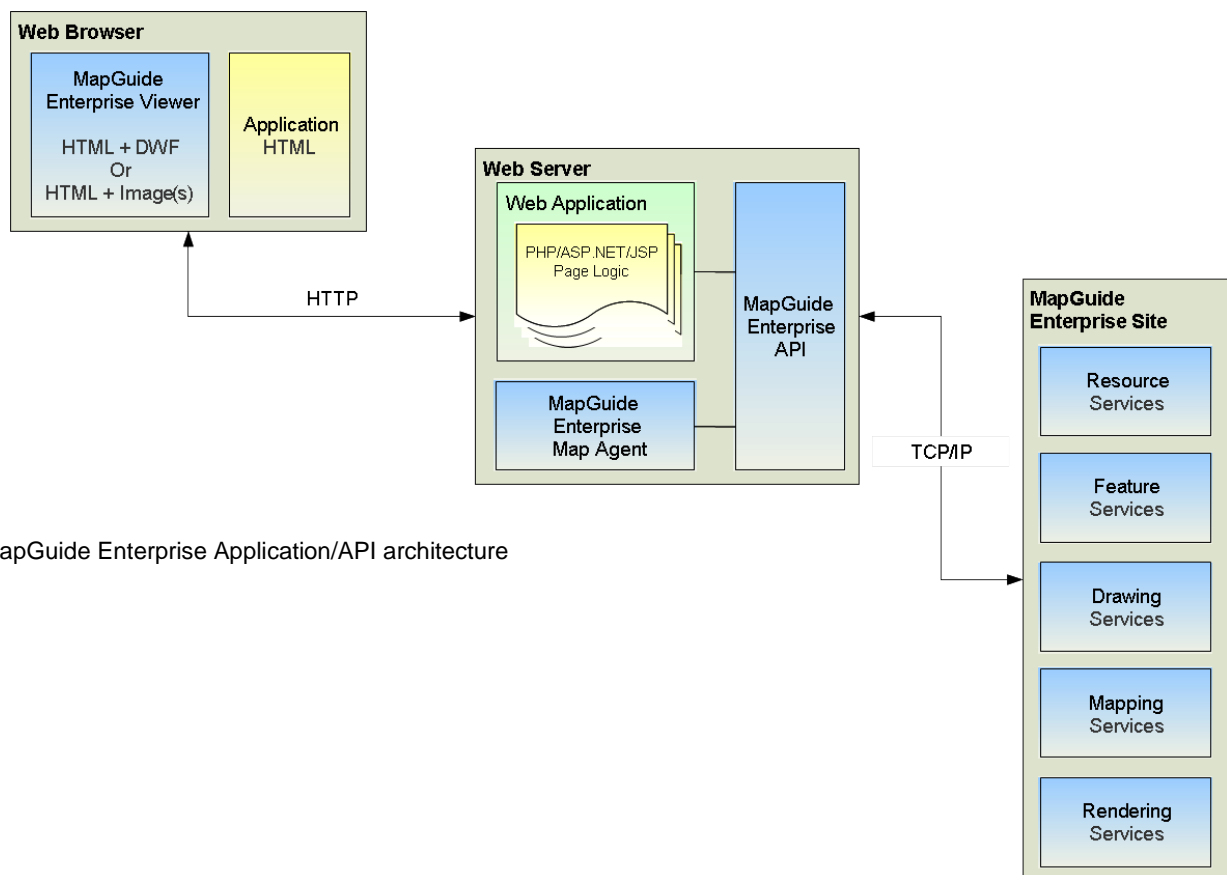 Web Browser
MapGuide
Enterprise Viewer
HTML + DWF
Or
HTML + Image(s)
Application
HTML
HTTP
Web Server
Web Application
PHP/ASP.NET/JSP
Page Logic
MapGuide
Enterprise
Map Agent
MapGuide
Enterprise
API
TCP/IP
MapGuide
Enterprise Site
Resource
Services
Feature
Services
Drawing
Services
Mapping
Services
Rendering
Services
apGuide Enterprise Application/API architecture